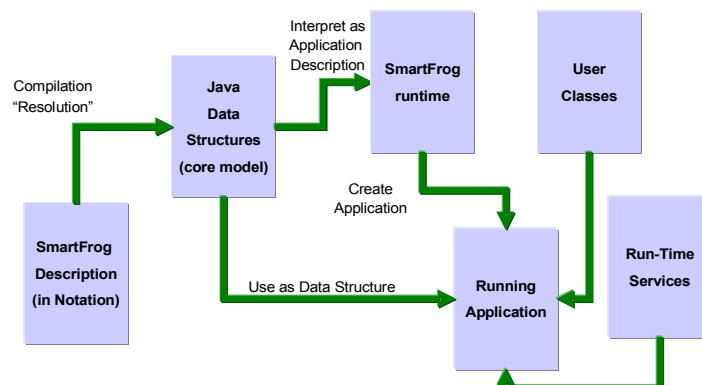 Interpret as
Application
Description
Compilation
“Resolution”
Java
Data
Structures
(core model)
SmartFrog
runtime
User
Classes
Create
Application
SmartFrog
Description
(in Notation)
Use as Data Structure
Running
Application
Run-Time
Services